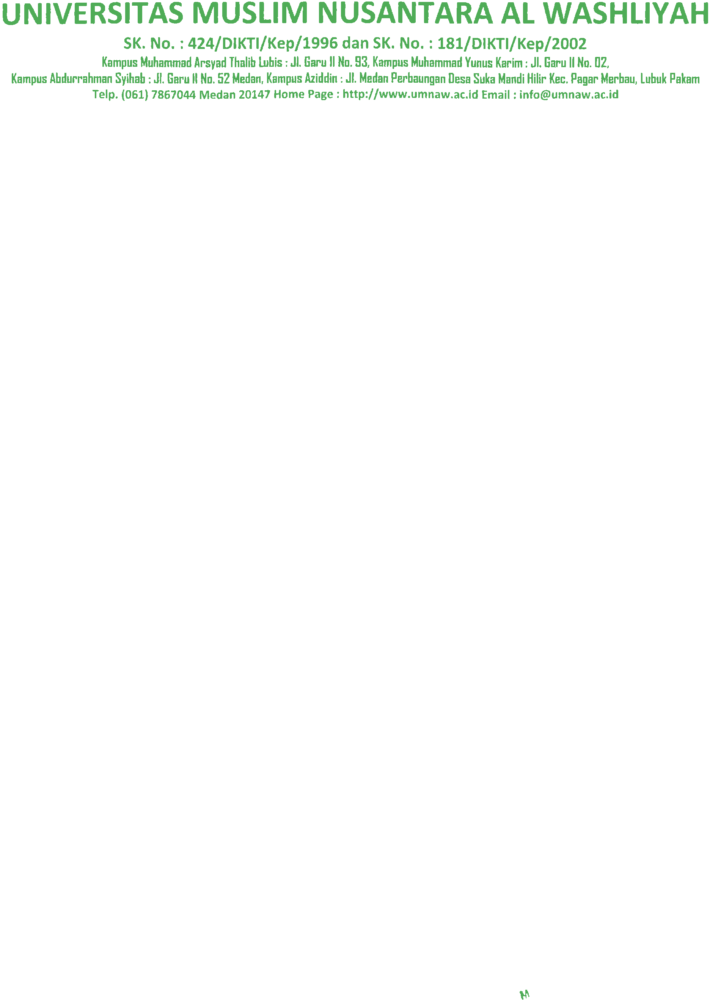 UNIVERSITAS MUSLIM NUSANTARA AL WASHLIYAH
SK. No. : 424/DIKTI/Kep/1996 dan SK. No. : 181/DIKTI/Kep/2002
Kampus Muhammad Arsyad Thalib Lubis : Jl. Garu II No. 93, Kampus Muhammad Yunus Karim : Jl. Garu II No. 02,
Kampus Abdurrahman Syihab : Jl. Garu II No. 52 Medan, Kampus Aziddin : Jl. Medan Perbaungan Desa Suka Mandi Hilir Kec. Pagar Merbau, Lubuk Pakam
Telp. (061) 7867044 Medan 20147 Home Page : http://www.umnaw.ac.id Email : info@umnaw.ac.id